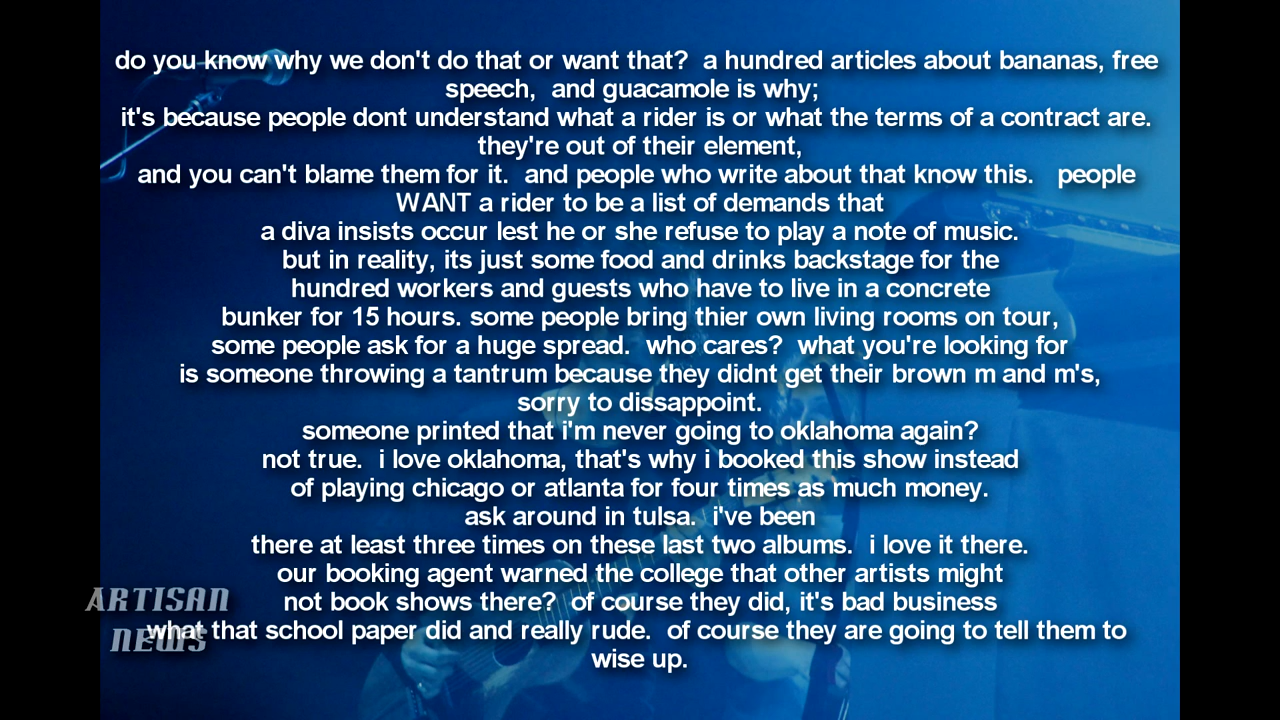 do you know why we don't do that or want that?  a hundred articles about bananas, free
speech,  and guacamole is why;
it's because people dont understand what a rider is or what the terms of a contract are.
they're out of their element,
and you can't blame them for it.  and people who write about that know this.   people
WANT a rider to be a list of demands that
a diva insists occur lest he or she refuse to play a note of music.
but in reality, its just some food and drinks backstage for the
hundred workers and guests who have to live in a concrete
bunker for 15 hours. some people bring thier own living rooms on tour,
some people ask for a huge spread.  who cares?  what you're looking for
is someone throwing a tantrum because they didnt get their brown m and m's,
sorry to dissappoint.
someone printed that i'm never going to oklahoma again?
not true.  i love oklahoma, that's why i booked this show instead
of playing chicago or atlanta for four times as much money.
ask around in tulsa.  i've been
there at least three times on these last two albums.  i love it there.
our booking agent warned the college that other artists might
not book shows there?  of course they did, it's bad business
what that school paper did and really rude.  of course they are going to tell them to
wise up.
ARTISAN
NEWS